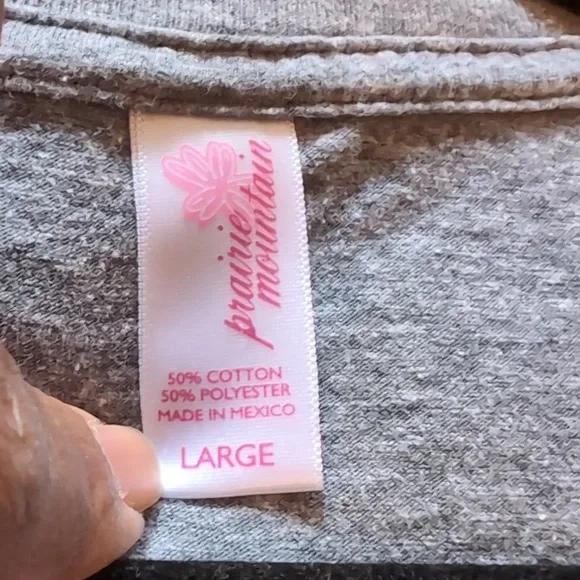 prairie
mountain
50% COTTON
50% POLYESTER
MADE IN MEXICO
LARGE